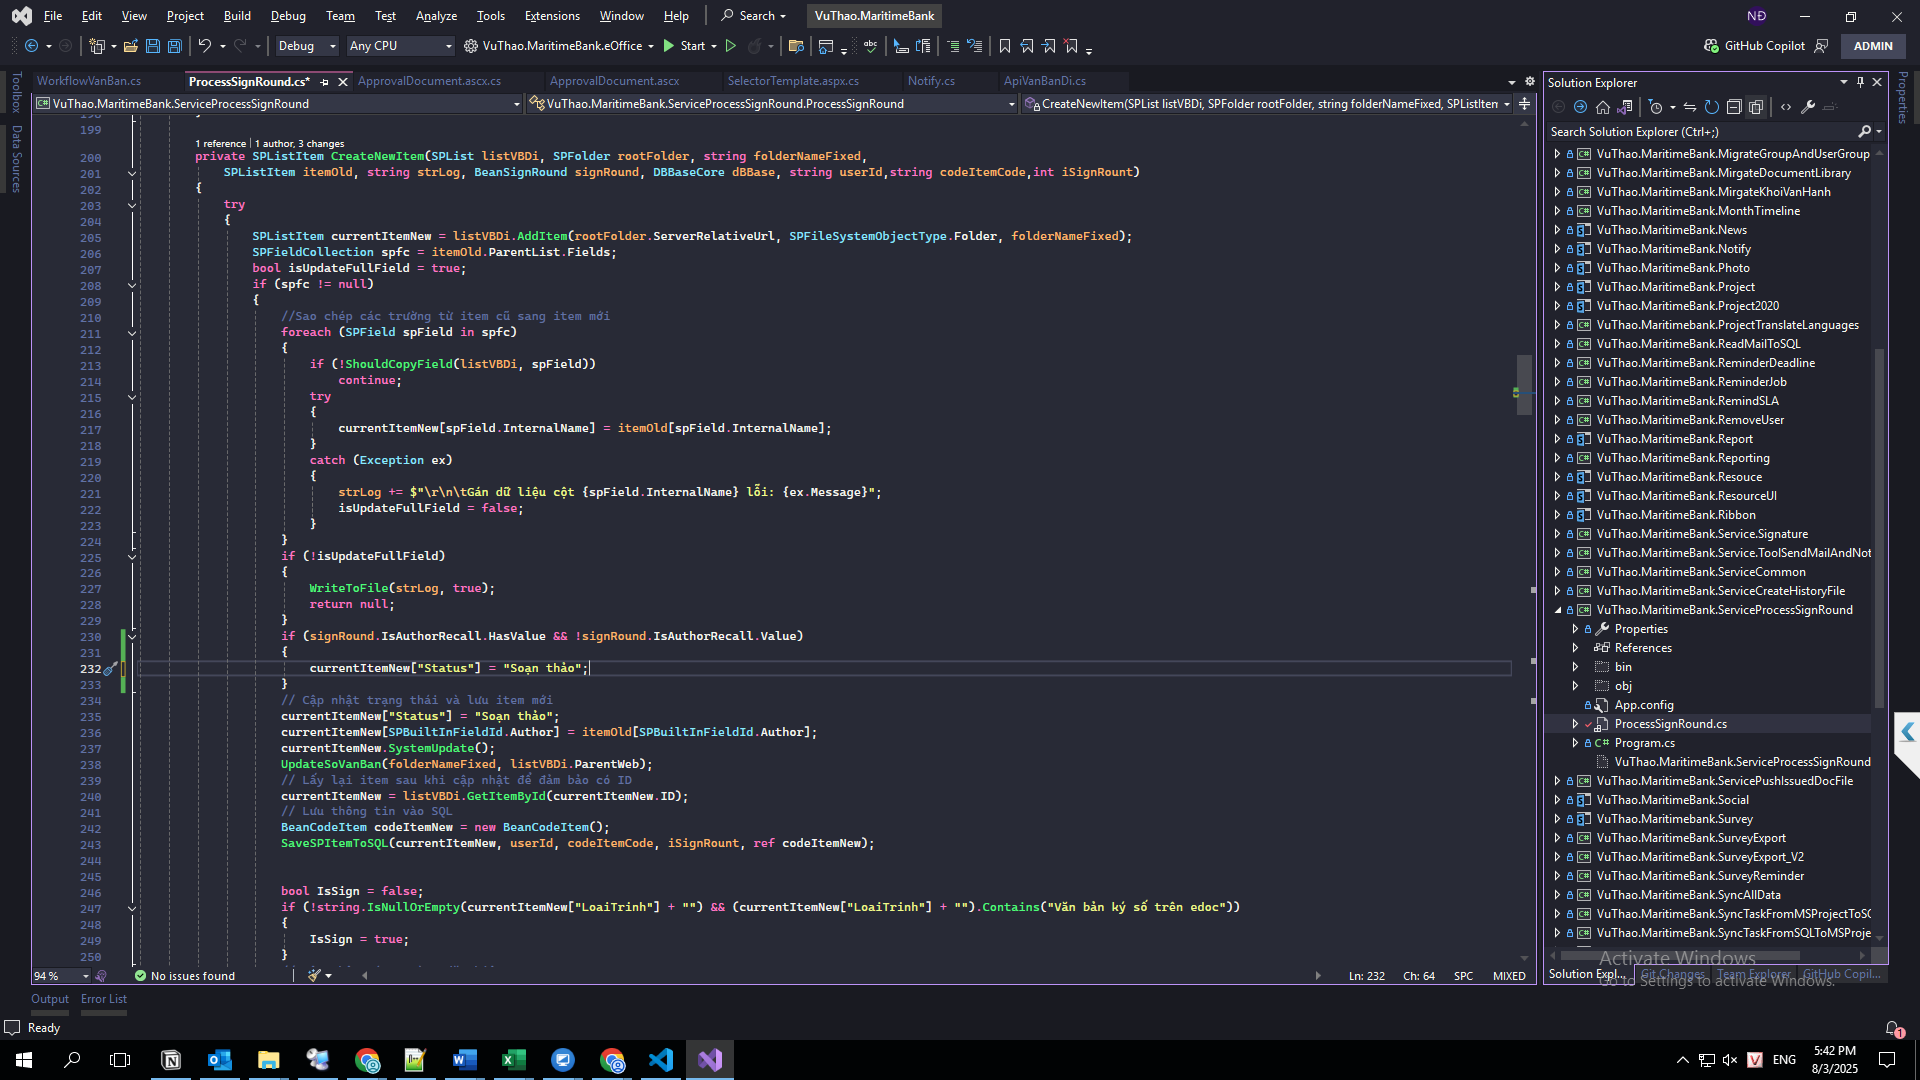 File Edit View Project Build Debug Team Test Analyze Tools Extensions Window Help Search VuThao.MaritimeBank NĐ
Debug Any CPU VuThao.MaritimeBank.eOffice Start GitHub Copilot ADMIN
WorkflowVanBan.cs ProcessSignRound.cs* ApprovalDocument.ascx.cs ApprovalDocument.ascx SelectorTemplate.aspx.cs Notify.cs ApiVanBanDi.cs
VuThao.MaritimeBank.ServiceProcessSignRound VuThao.MaritimeBank.ServiceProcessSignRound.ProcessSignRound CreateNewItem(SPList listVBDi, SPFolder rootFolder, string folderNameFixed, SPListItem
Toolbox
Data Sources
199
1 reference | 1 author, 3 changes
200 private SPListItem CreateNewItem(SPList listVBDi, SPFolder rootFolder, string folderNameFixed,
201 SPListItem itemOld, string strLog, BeanSignRound signRound, DBBaseCore dBBase, string userId,string codeItemCode,int iSignRount)
202 {
203 try
204 {
205 SPListItem currentItemNew = listVBDi.AddItem(rootFolder.ServerRelativeUrl, SPFileSystemObjectType.Folder, folderNameFixed);
206 SPFieldCollection spfc = itemOld.ParentList.Fields;
207 bool isUpdateFullField = true;
208 if (spfc != null)
209 {
210 //Sao chép các trường từ item cũ sang item mới
211 foreach (SPField spField in spfc)
212 {
213 if (!ShouldCopyField(listVBDi, spField))
214 continue;
215 try
216 {
217 currentItemNew[spField.InternalName] = itemOld[spField.InternalName];
218 }
219 catch (Exception ex)
220 {
221 strLog += $"\r\n\tGán dữ liệu cột {spField.InternalName} lỗi: {ex.Message}";
222 isUpdateFullField = false;
223 }
224 }
225 if (!isUpdateFullField)
226 {
227 WriteToFile(strLog, true);
228 return null;
229 }
230 if (signRound.IsAuthorRecall.HasValue && !signRound.IsAuthorRecall.Value)
231 {
232 currentItemNew["Status"] = "Soạn thảo";
233 }
234 // Cập nhật trạng thái và lưu item mới
235 currentItemNew["Status"] = "Soạn thảo";
236 currentItemNew[SPBuiltInFieldId.Author] = itemOld[SPBuiltInFieldId.Author];
237 currentItemNew.SystemUpdate();
238 UpdateSoVanBan(folderNameFixed, listVBDi.ParentWeb);
239 // Lấy lại item sau khi cập nhật để đảm bảo có ID
240 currentItemNew = listVBDi.GetItemById(currentItemNew.ID);
241 // Lưu thông tin vào SQL
242 BeanCodeItem codeItemNew = new BeanCodeItem();
243 SaveSPItemToSQL(currentItemNew, userId, codeItemCode, iSignRount, ref codeItemNew);
244
245
246 bool IsSign = false;
247 if (!string.IsNullOrEmpty(currentItemNew["LoaiTrinh"] + "") && (currentItemNew["LoaiTrinh"] + "").Contains("Văn bản ký số trên edoc"))
248 {
249 IsSign = true;
250 }
94 % No issues found Ln: 232 Ch: 64 SPC MIXED
Output Error List
Ready
Solution Explorer
Search Solution Explorer (Ctrl+;)
VuThao.MaritimeBank.MigrateGroupAndUserGroup
VuThao.MaritimeBank.MirgateDocumentLibrary
VuThao.MaritimeBank.MirgateKhoiVanHanh
VuThao.MaritimeBank.MonthTimeline
VuThao.MaritimeBank.News
VuThao.MaritimeBank.Notify
VuThao.MaritimeBank.Photo
VuThao.MaritimeBank.Project
VuThao.MaritimeBank.Project2020
VuThao.MaritimeBank.ProjectTranslateLanguages
VuThao.MaritimeBank.ReadMailToSQL
VuThao.MaritimeBank.ReminderDeadline
VuThao.MaritimeBank.ReminderJob
VuThao.MaritimeBank.RemindSLA
VuThao.MaritimeBank.RemoveUser
VuThao.MaritimeBank.Report
VuThao.MaritimeBank.Reporting
VuThao.MaritimeBank.Resouce
VuThao.MaritimeBank.ResourceUI
VuThao.MaritimeBank.Ribbon
VuThao.MaritimeBank.Service.Signature
VuThao.MaritimeBank.Service.ToolSendMailAndNot
VuThao.MaritimeBank.ServiceCommon
VuThao.MaritimeBank.ServiceCreateHistoryFile
VuThao.MaritimeBank.ServiceProcessSignRound
Properties
References
bin
obj
App.config
ProcessSignRound.cs
Program.cs
VuThao.MaritimeBank.ServiceProcessSignRound
VuThao.MaritimeBank.ServicePushIssuedDocFile
VuThao.MaritimeBank.Social
VuThao.MaritimeBank.Survey
VuThao.MaritimeBank.SurveyExport
VuThao.MaritimeBank.SurveyExport_V2
VuThao.MaritimeBank.SurveyReminder
VuThao.MaritimeBank.SyncAllData
VuThao.MaritimeBank.SyncTaskFromMSProjectToSQ
VuThao.MaritimeBank.SyncTaskFromSQLToMSProje
Solution Expl... Git Changes Team Explorer GitHub Copil...
Activate Windows
Go to Settings to activate Windows.
Properties
ENG
5:42 PM
8/3/2025